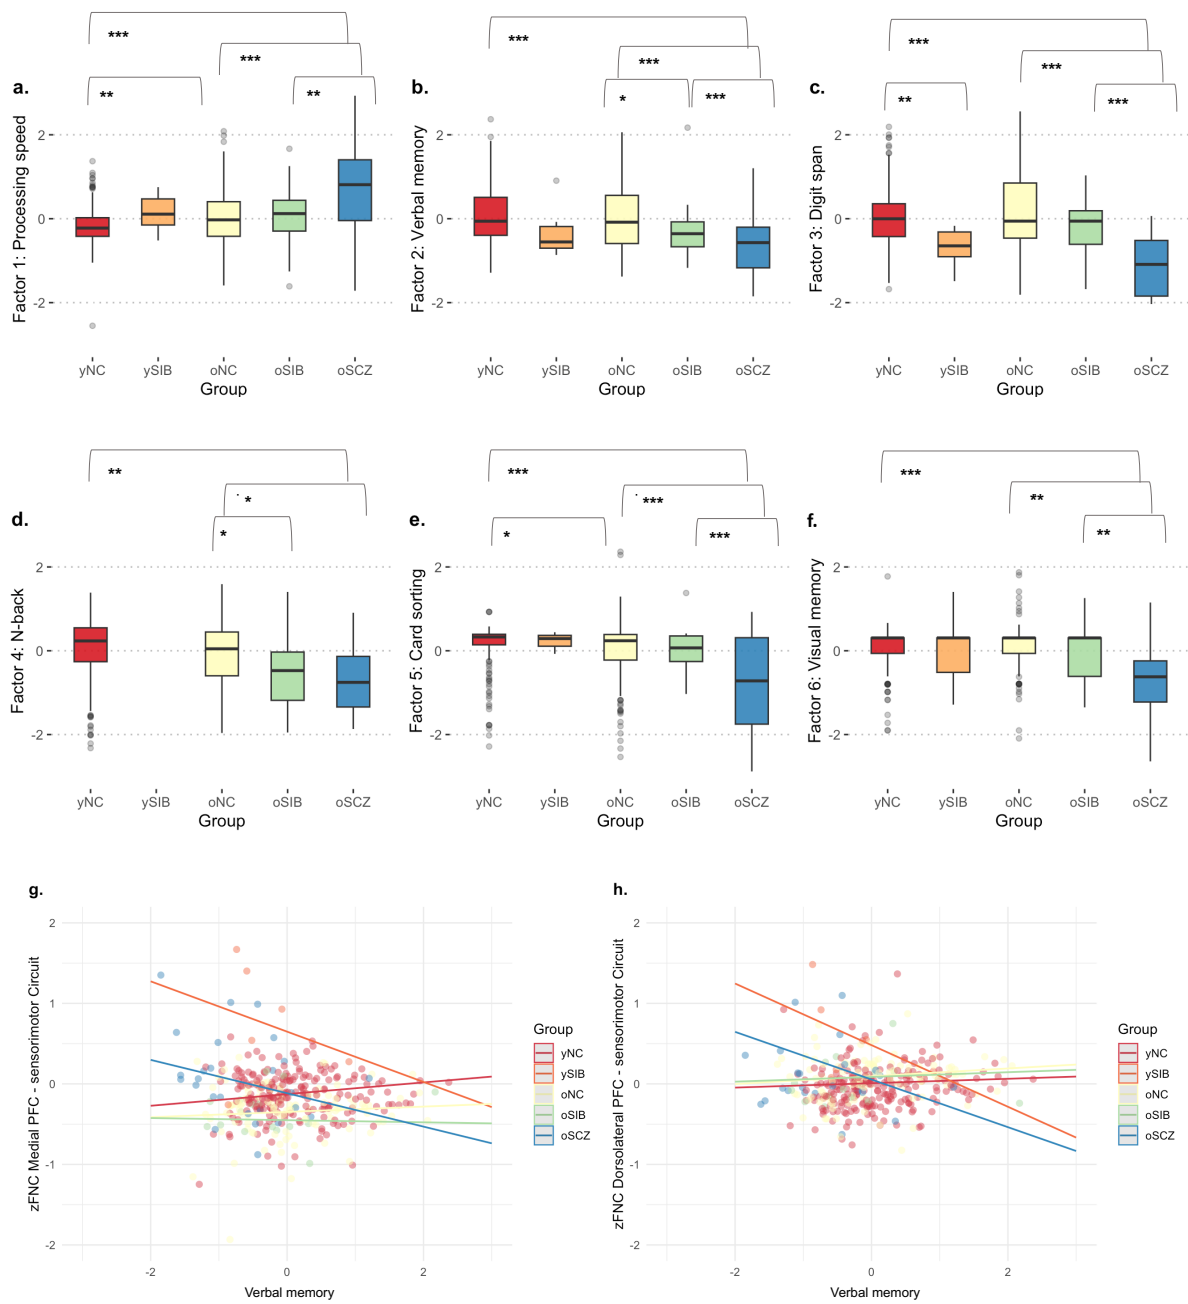 ***
***
***
***
***
***
**
**
*
***
**
***
a.
b.
c.
Factor 1: Processing speed
2
0
-2
yNC ySIB oNC oSIB oSCZ
Group
Factor 2: Verbal memory
2
0
-2
yNC ySIB oNC oSIB oSCZ
Group
Factor 3: Digit span
2
0
-2
yNC ySIB oNC oSIB oSCZ
Group
**
***
***
*
***
**
*
*
***
**
d.
e.
f.
Factor 4: N-back
2
0
-2
yNC ySIB oNC oSIB oSCZ
Group
Factor 5: Card sorting
2
0
-2
yNC ySIB oNC oSIB oSCZ
Group
Factor 6: Visual memory
2
0
-2
yNC ySIB oNC oSIB oSCZ
Group
g.
zFNC Medial PFC - sensorimotor Circuit
2
1
0
-1
-2
-2 0 2
Verbal memory
Group
yNC
ySIB
oNC
oSIB
oSCZ
h.
zFNC Dorsolateral PFC - sensorimotor Circuit
2
1
0
-1
-2
-2 0 2
Verbal memory
Group
yNC
ySIB
oNC
oSIB
oSCZ